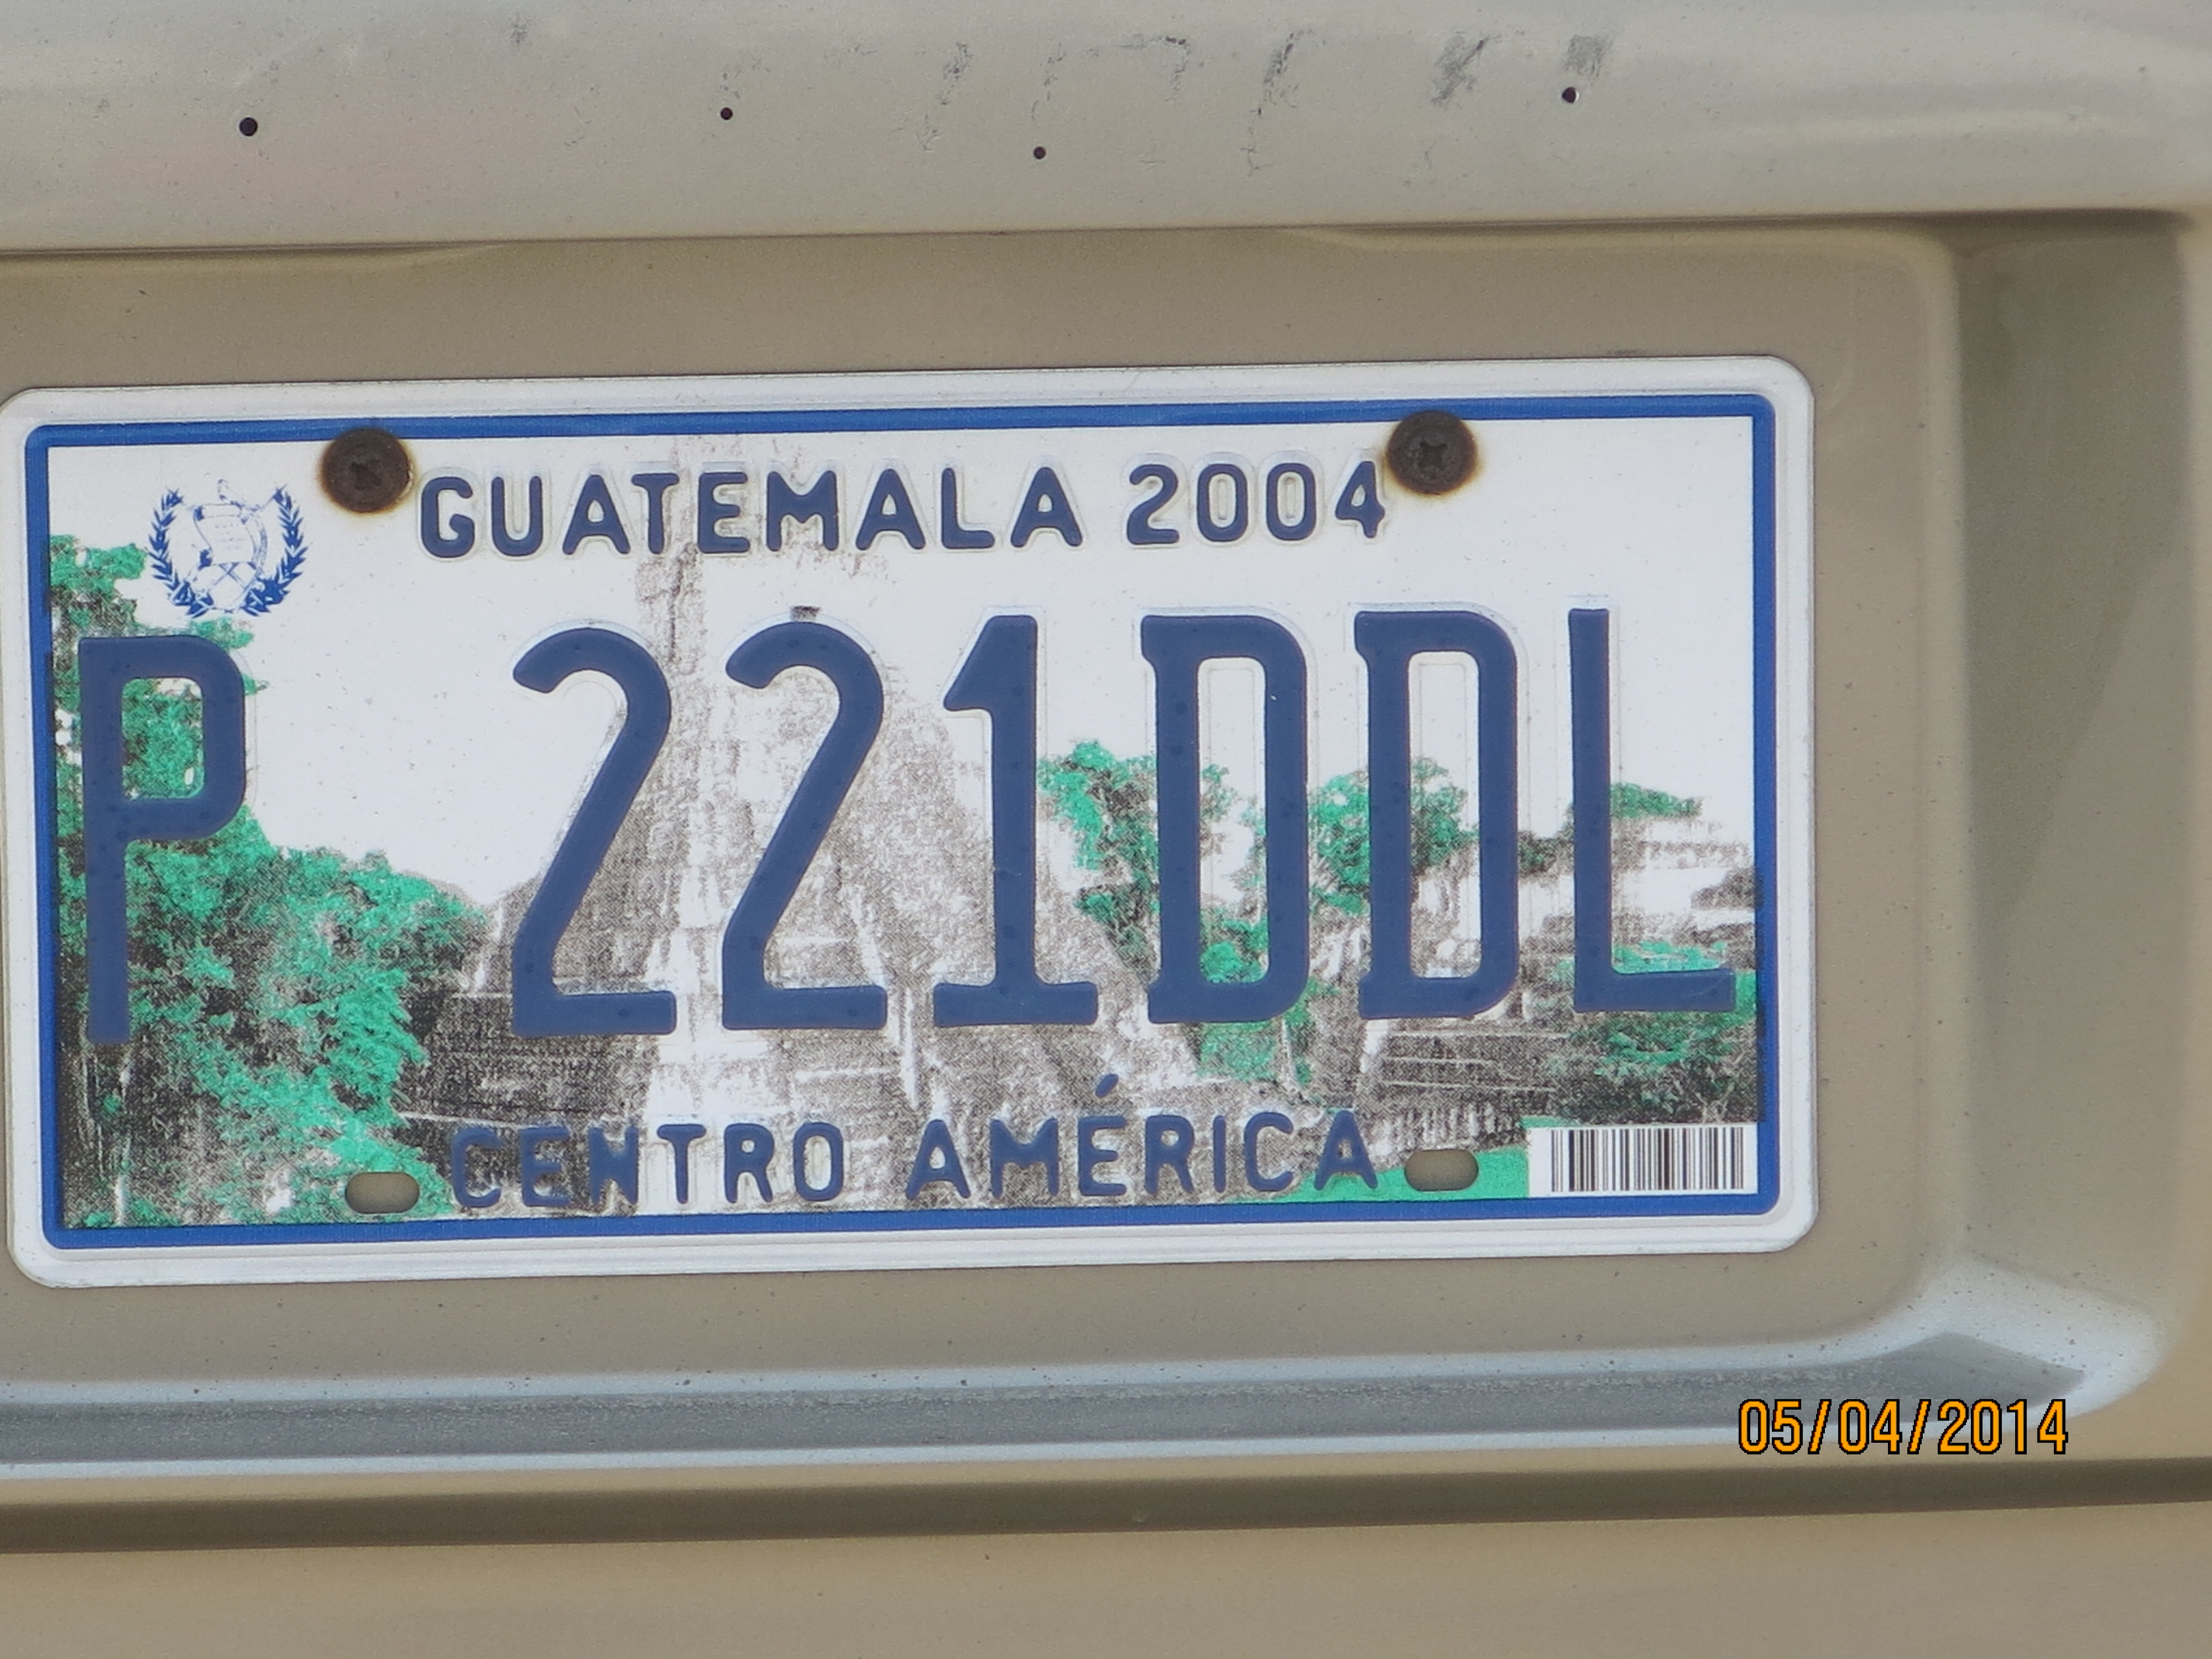 GUATEMALA 2004
P 221DDL
CENTRO AMÉRICA
05/04/2014